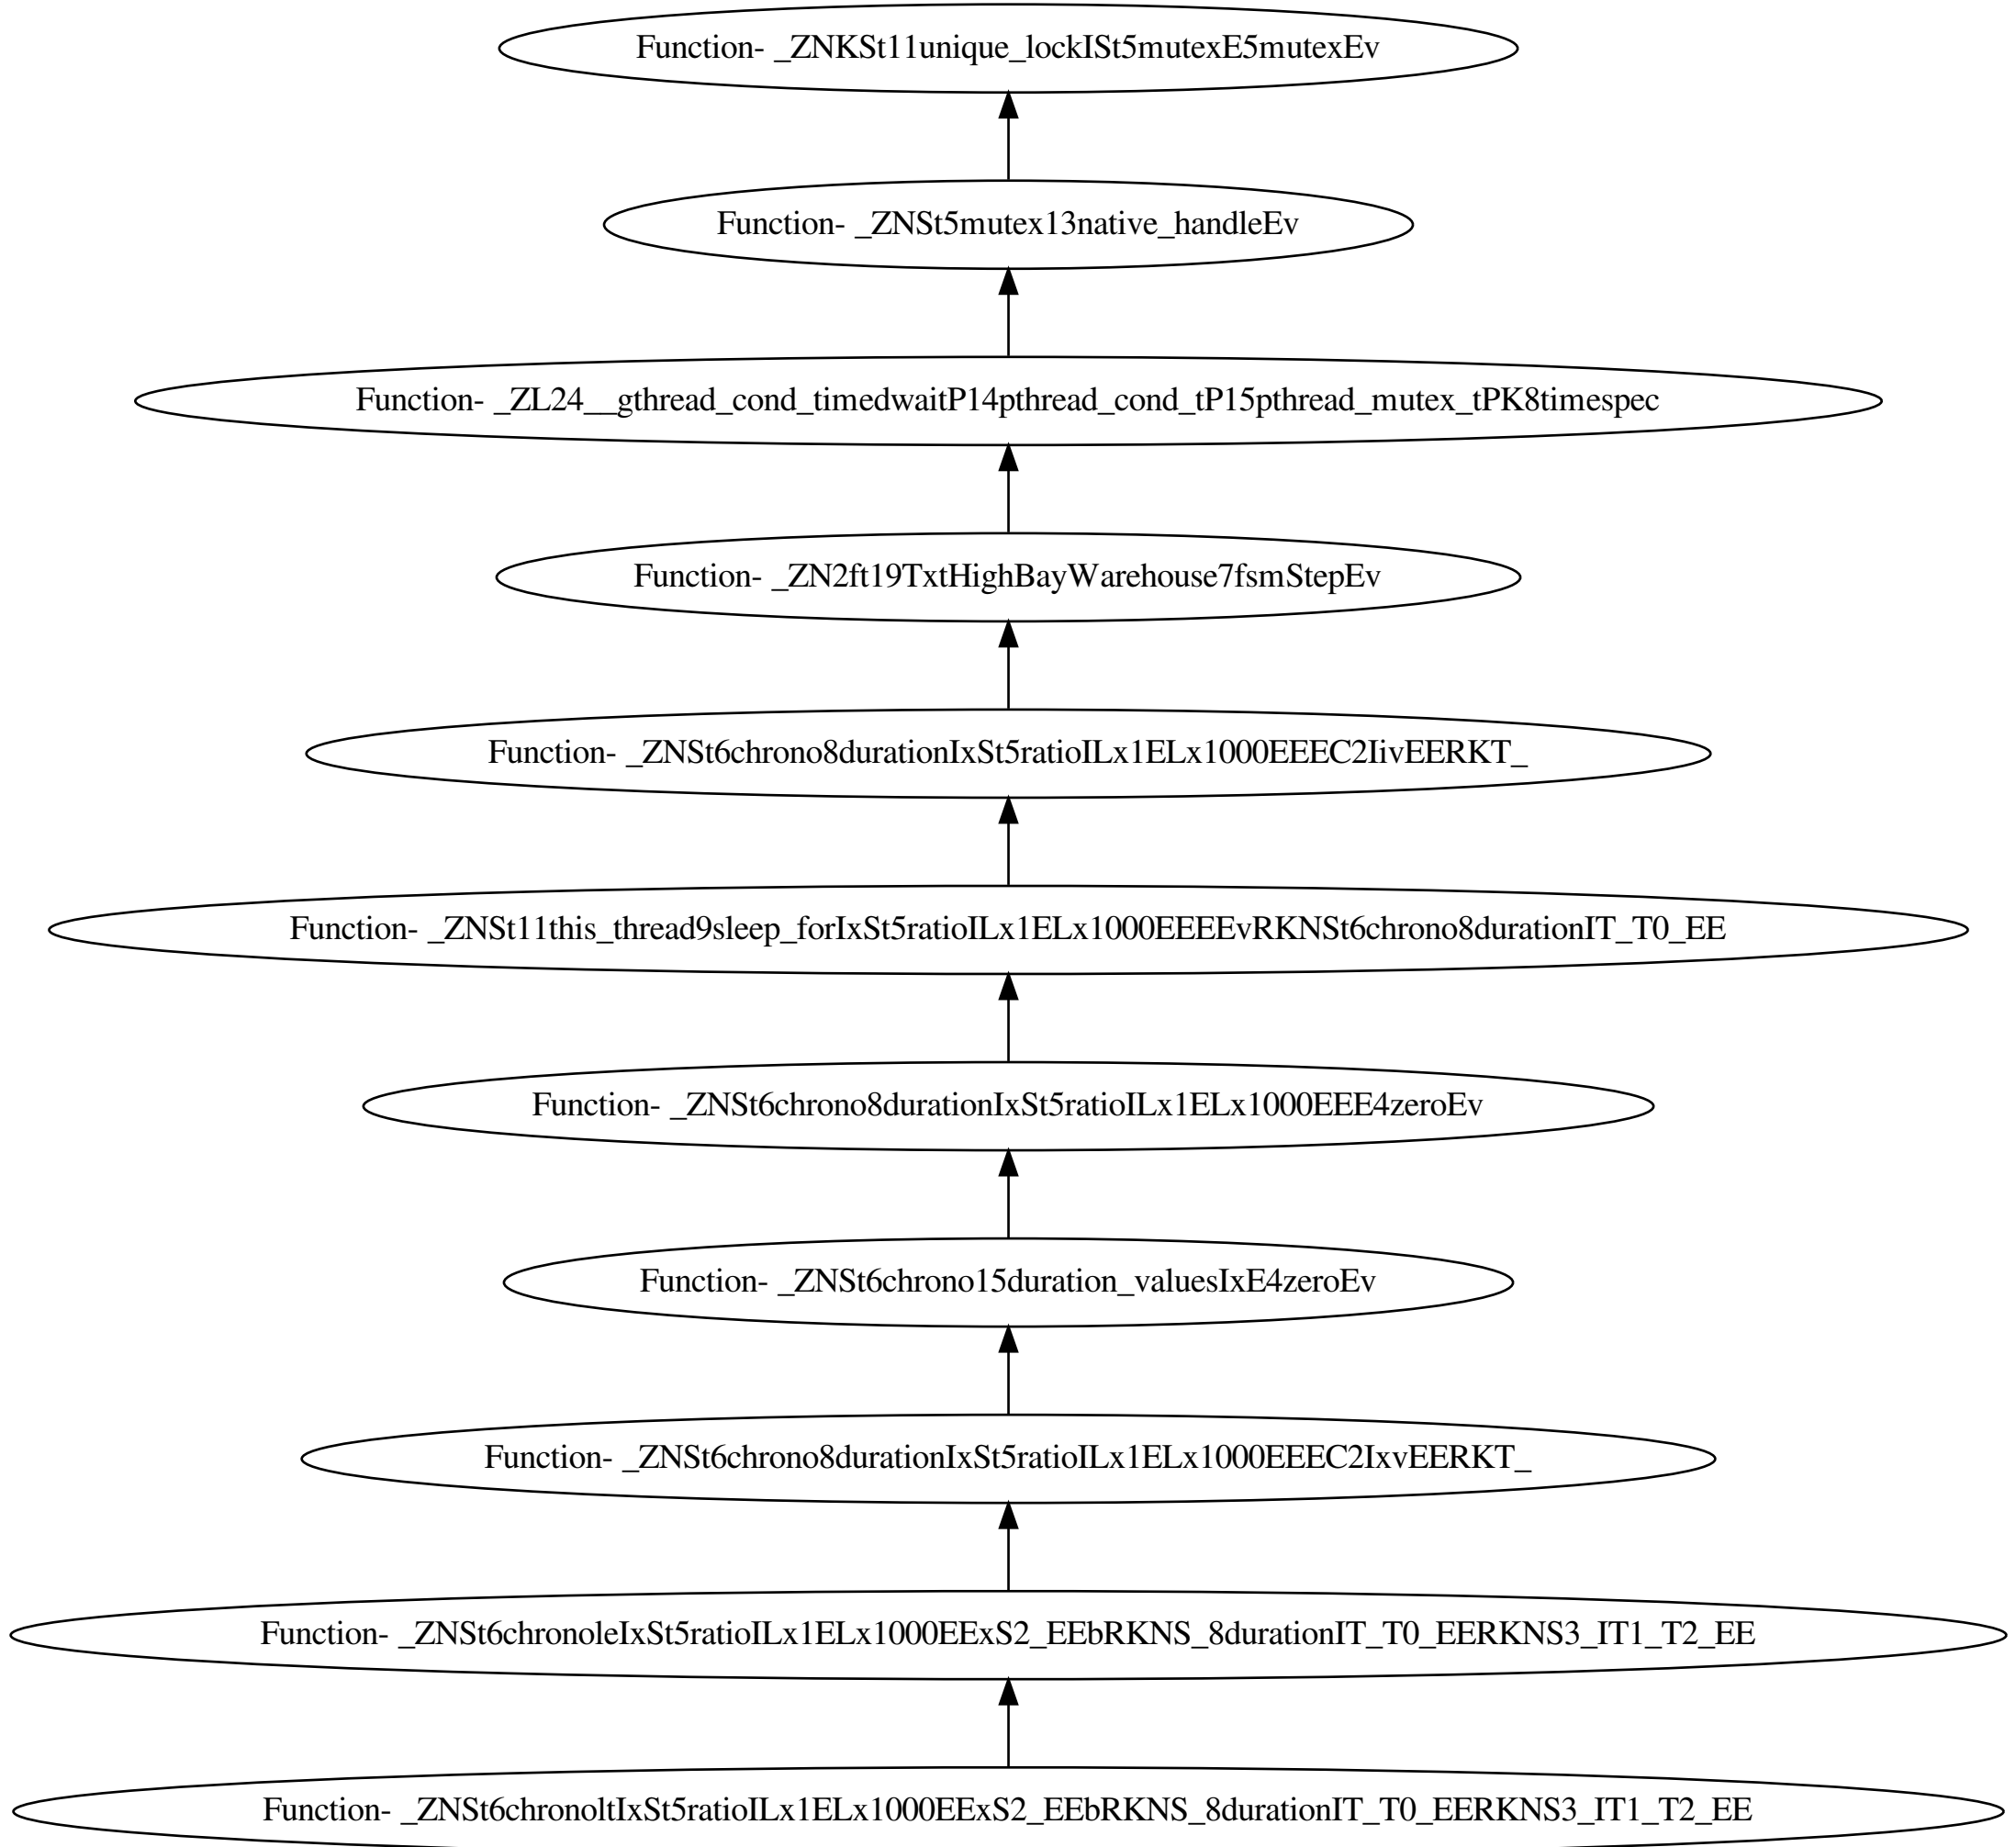 Function- _ZNKSt11unique_lockISt5mutexE5mutexEv
Function- _ZNSt5mutex13native_handleEv
Function- _ZL24__gthread_cond_timedwaitP14pthread_cond_tP15pthread_mutex_tPK8timespec
Function- _ZN2ft19TxtHighBayWarehouse7fsmStepEv
Function- _ZNSt6chrono8durationIxSt5ratioILx1ELx1000EEEC2IivEERKT_
Function- _ZNSt11this_thread9sleep_forIxSt5ratioILx1ELx1000EEEEvRKNSt6chrono8durationIT_T0_EE
Function- _ZNSt6chrono8durationIxSt5ratioILx1ELx1000EEE4zeroEv
Function- _ZNSt6chrono15duration_valuesIxE4zeroEv
Function- _ZNSt6chrono8durationIxSt5ratioILx1ELx1000EEEC2IxvEERKT_
Function- _ZNSt6chronoleIxSt5ratioILx1ELx1000EExS2_EEbRKNS_8durationIT_T0_EERKNS3_IT1_T2_EE
Function- _ZNSt6chronoltIxSt5ratioILx1ELx1000EExS2_EEbRKNS_8durationIT_T0_EERKNS3_IT1_T2_EE